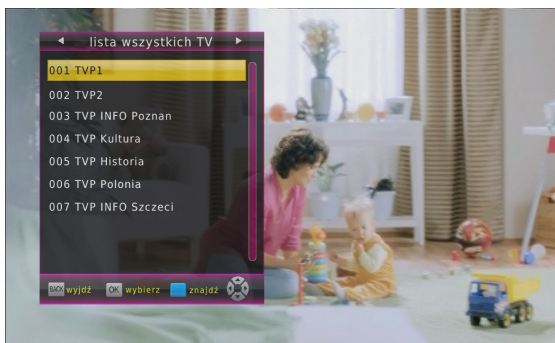 lista wszystkich TV
001 TVP1
002 TVP2
003 TVP INFO Poznan
004 TVP Kultura
005 TVP Historia
006 TVP Polonia
007 TVP INFO Szczeci
BACK wyjdź OK wybierz znajdź